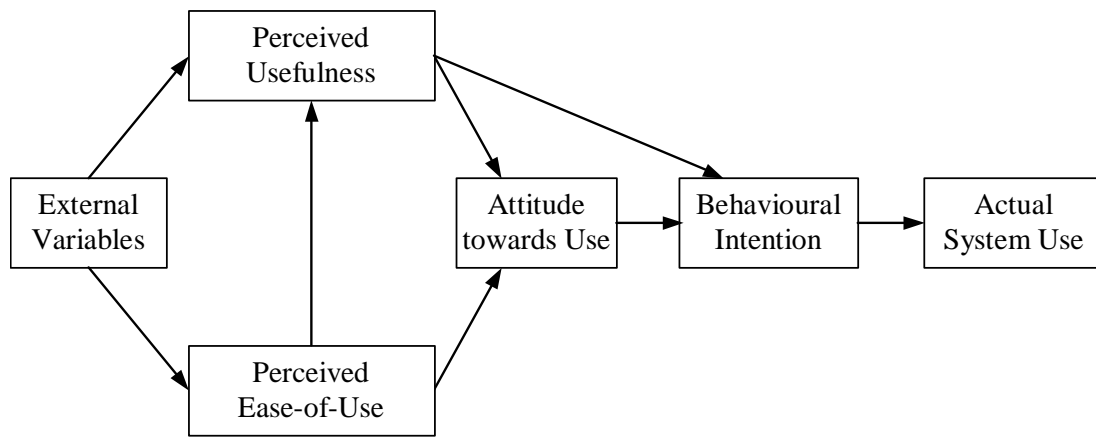 Perceived
Usefulness
External
Variables
Attitude
towards Use
Behavioural
Intention
Actual
System Use
Perceived
Ease-of-Use